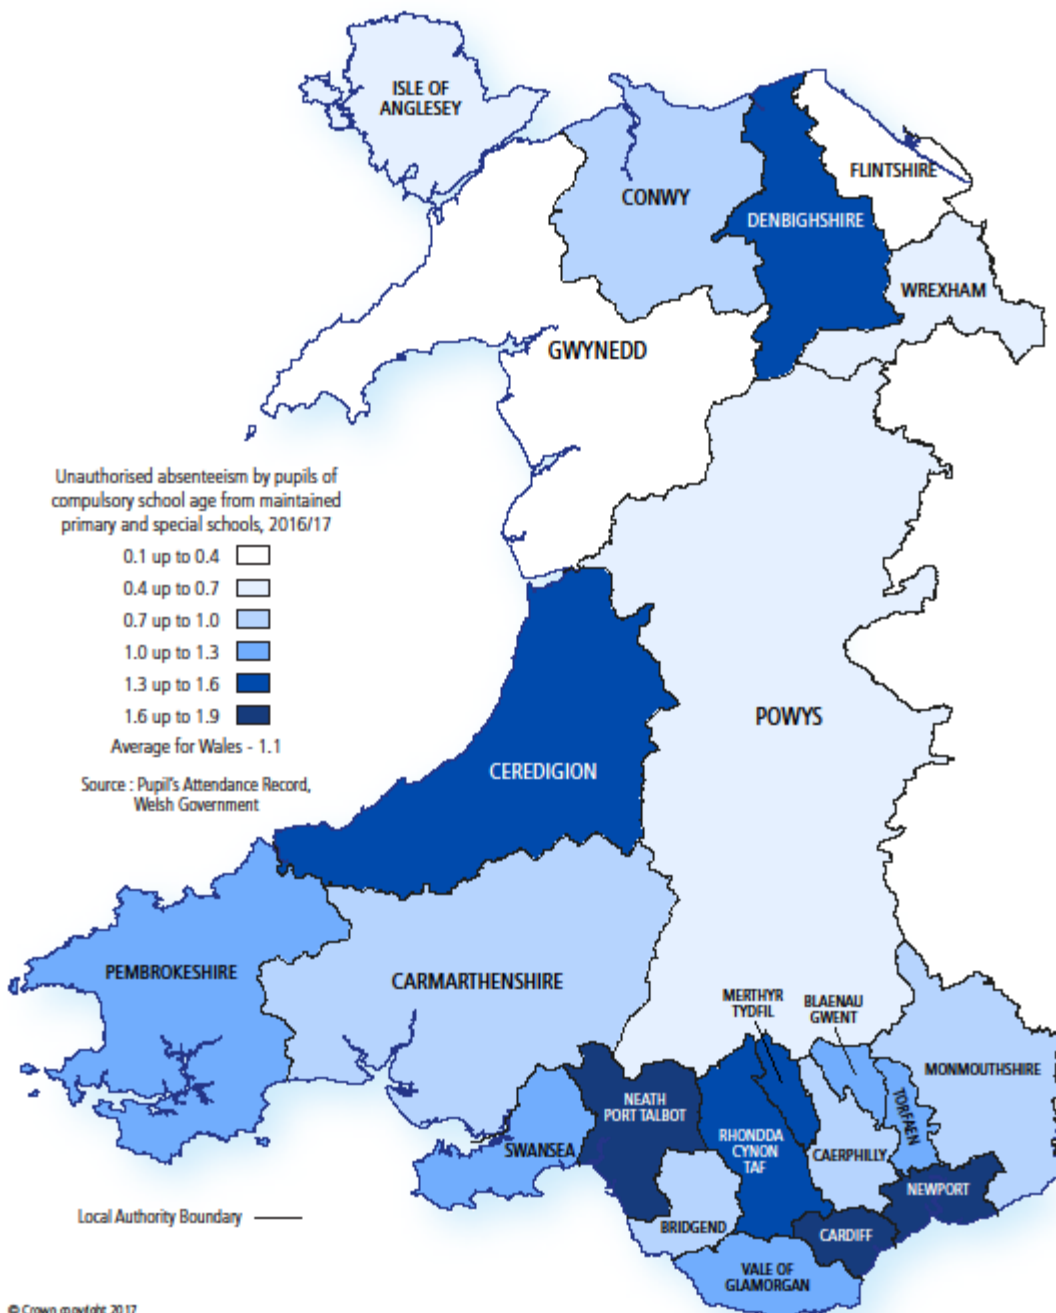 ISLE OF
ANGLESEY
FLINTSHIRE
CONWY
DENBIGHSHIRE
WREXHAM
GWYNEDD
Unauthorised absenteeism by pupils of
compulsory school age from maintained
primary and special schools, 2016/17
0.1 up to 0.4
0.4 up to 0.7
0.7 up to 1.0
1.0 up to 1.3
1.3 up to 1.6
1.6 up to 1.9
Average for Wales - 1.1
Source : Pupil's Attendance Record,
Welsh Government
POWYS
CEREDIGION
PEMBROKESHIRE
CARMARTHENSHIRE
MERTHYR
TYDFIL
BLAENAU
GWENT
MONMOUTHSHIRE
NEATH
PORT TALBOT
TORFAEN
RHONDDA
CYNON
TAF
SWANSEA
CAERPHILLY
NEWPORT
BRIDGEND
CARDIFF
VALE OF
GLAMORGAN
Local Authority Boundary
© Crown copyright 2017